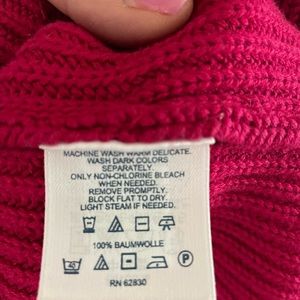 MACHINE WASH WARM DELICATE.
WASH DARK COLORS
SEPARATELY
ONLY NON-CHLORINE BLEACH
WHEN NEEDED.
REMOVE PROMPTLY.
BLOCK FLAT TO DRY.
LIGHT STEAM IF NEEDED.
100% BAUMWOLLE
40 P
RN 62830